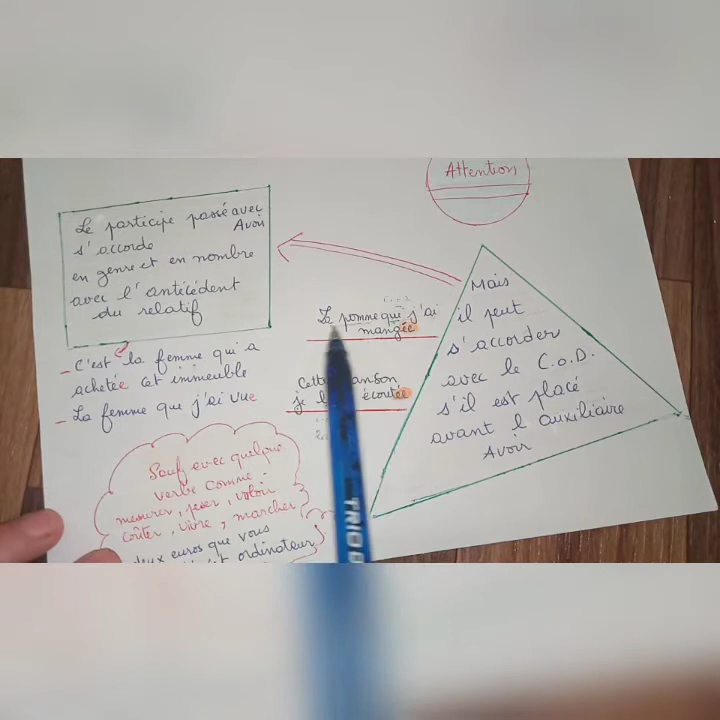 Attention
Le participe passé avec
Avoir
s'accorde
en genre et en nombre
avec l'antécédent
du relatif
- C'est la femme qui a
achetée cet immeuble
- La femme que j'ai vue
La pomme que j'ai
mangée
Cette
je écoutée
Mais
il peut
s'accorder
avec le C.O.D.
s'il est placé
avant l auxiliaire
Avoir
Sauf avec quelque
verbe comme
mesurer, peser, valoir
coûter, vivre, marcher
deux euros que vous
ordinateur
TRIO